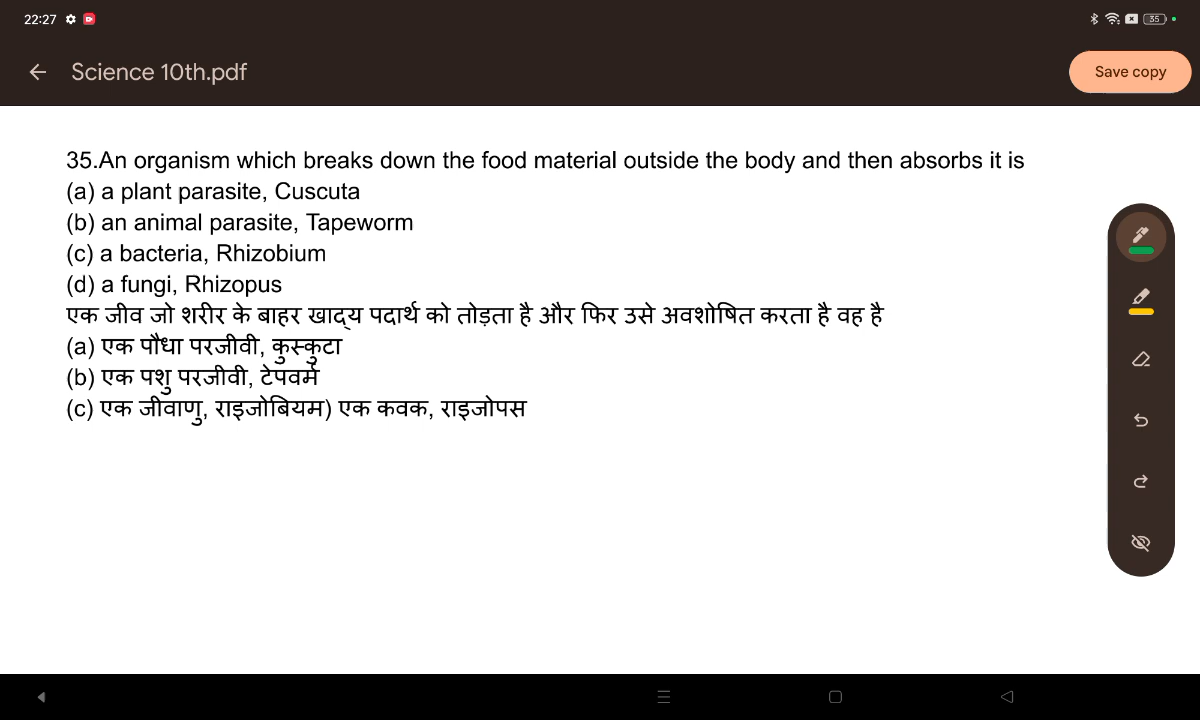 22:27
35
Science 10th.pdf
Save copy
35.An organism which breaks down the food material outside the body and then absorbs it is
(a) a plant parasite, Cuscuta
(b) an animal parasite, Tapeworm
(c) a bacteria, Rhizobium
(d) a fungi, Rhizopus
एक जीव जो शरीर के बाहर खाद्य पदार्थ को तोड़ता है और फिर उसे अवशोषित करता है वह है
(a) एक पौधा परजीवी, कुस्कुटा
(b) एक पशु परजीवी, टेपवर्म
(c) एक जीवाणु, राइजोबियम) एक कवक, राइजोपस